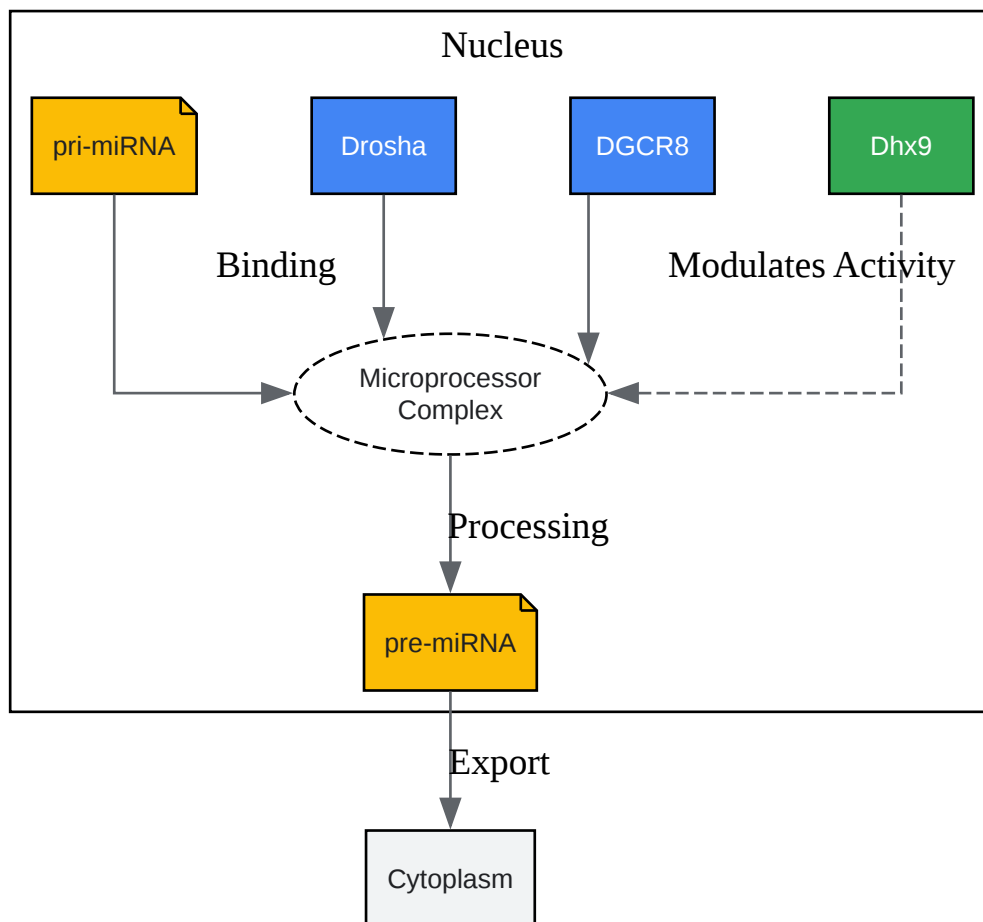 Nucleus
pri-miRNA
Drosha
DGCR8
Dhx9
Binding
Modulates Activity
Microprocessor
Complex
Processing
pre-miRNA
Export
Cytoplasm